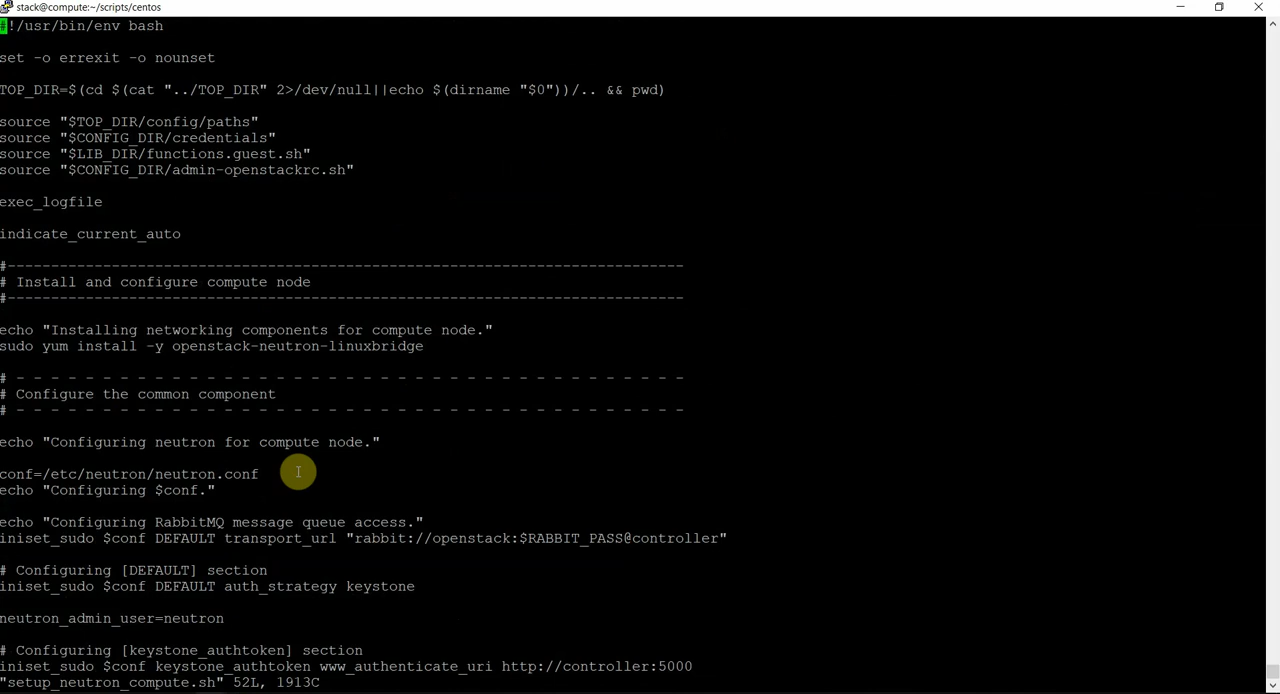 stack@compute:~/scripts/centos
#!/usr/bin/env bash
set -o errexit -o nounset
TOP_DIR=$(cd $(cat "../TOP_DIR" 2>/dev/null||echo $(dirname "$0"))/.. && pwd)
source "$TOP_DIR/config/paths"
source "$CONFIG_DIR/credentials"
source "$LIB_DIR/functions.guest.sh"
source "$CONFIG_DIR/admin-openstackrc.sh"
exec_logfile
indicate_current_auto
#------------------------------------------------------------------------------
# Install and configure compute node
#------------------------------------------------------------------------------
echo "Installing networking components for compute node."
sudo yum install -y openstack-neutron-linuxbridge
# - - - - - - - - - - - - - - - - - - - - - - - - - - - - - - - - - - - - - - -
# Configure the common component
# - - - - - - - - - - - - - - - - - - - - - - - - - - - - - - - - - - - - - - -
echo "Configuring neutron for compute node."
conf=/etc/neutron/neutron.conf
echo "Configuring $conf."
echo "Configuring RabbitMQ message queue access."
iniset_sudo $conf DEFAULT transport_url "rabbit://openstack:$RABBIT_PASS@controller"
# Configuring [DEFAULT] section
iniset_sudo $conf DEFAULT auth_strategy keystone
neutron_admin_user=neutron
# Configuring [keystone_authtoken] section
iniset_sudo $conf keystone_authtoken www_authenticate_uri http://controller:5000
"setup_neutron_compute.sh" 52L, 1913C